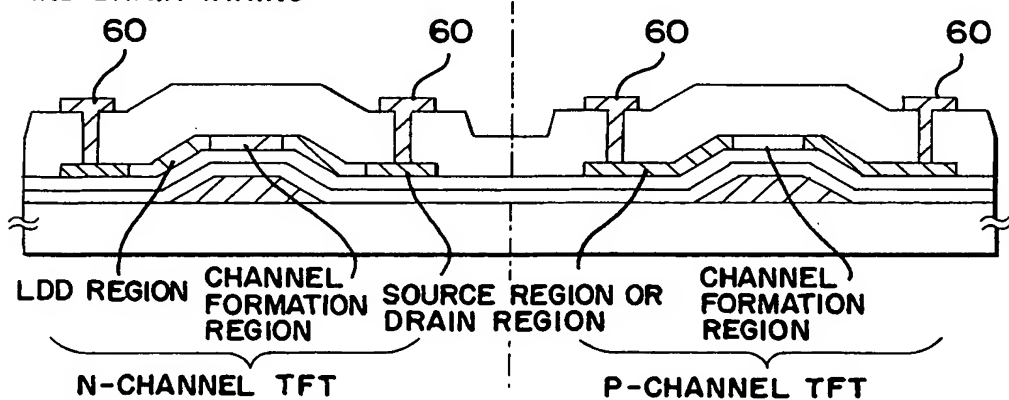 60
60
60
60
LDD REGION
CHANNEL
FORMATION
REGION
SOURCE REGION OR
DRAIN REGION
CHANNEL
FORMATION
REGION
N-CHANNEL TFT
P-CHANNEL TFT